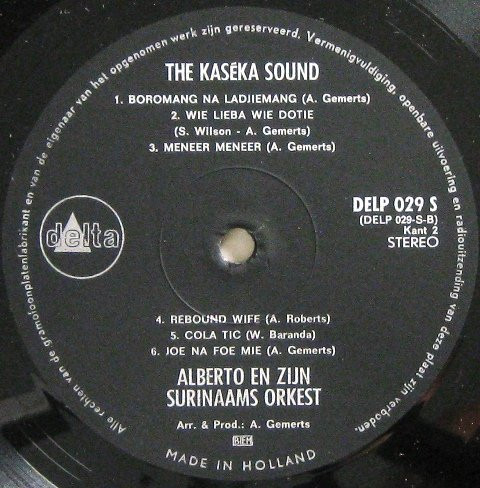 Alle rechten van de grammofoonplatenfabrikant en van de eigenaar van het opgenomen werk zijn gereserveerd. Vermenigvuldiging, openbare uitvoering en radiouitzending van deze plaat zijn verboden.
THE KASÉKA SOUND
1. BOROMANG NA LADJIEMANG (A. Gemerts)
2. WIE LIEBA WIE DOTIE
(S. Wilson - A. Gemerts)
3. MENEER MENEER (A. Gemerts)
delta
DELP 029 S
(DELP 029-S-B)
Kant 2
STEREO
4. REBOUND WIFE (A. Roberts)
5. COLA TIC (W. Baranda)
6. JOE NA FOE MIE (A. Gemerts)
ALBERTO EN ZIJN
SURINAAMS ORKEST
Arr. & Prod.: A. Gemerts
BIEM
MADE IN HOLLAND